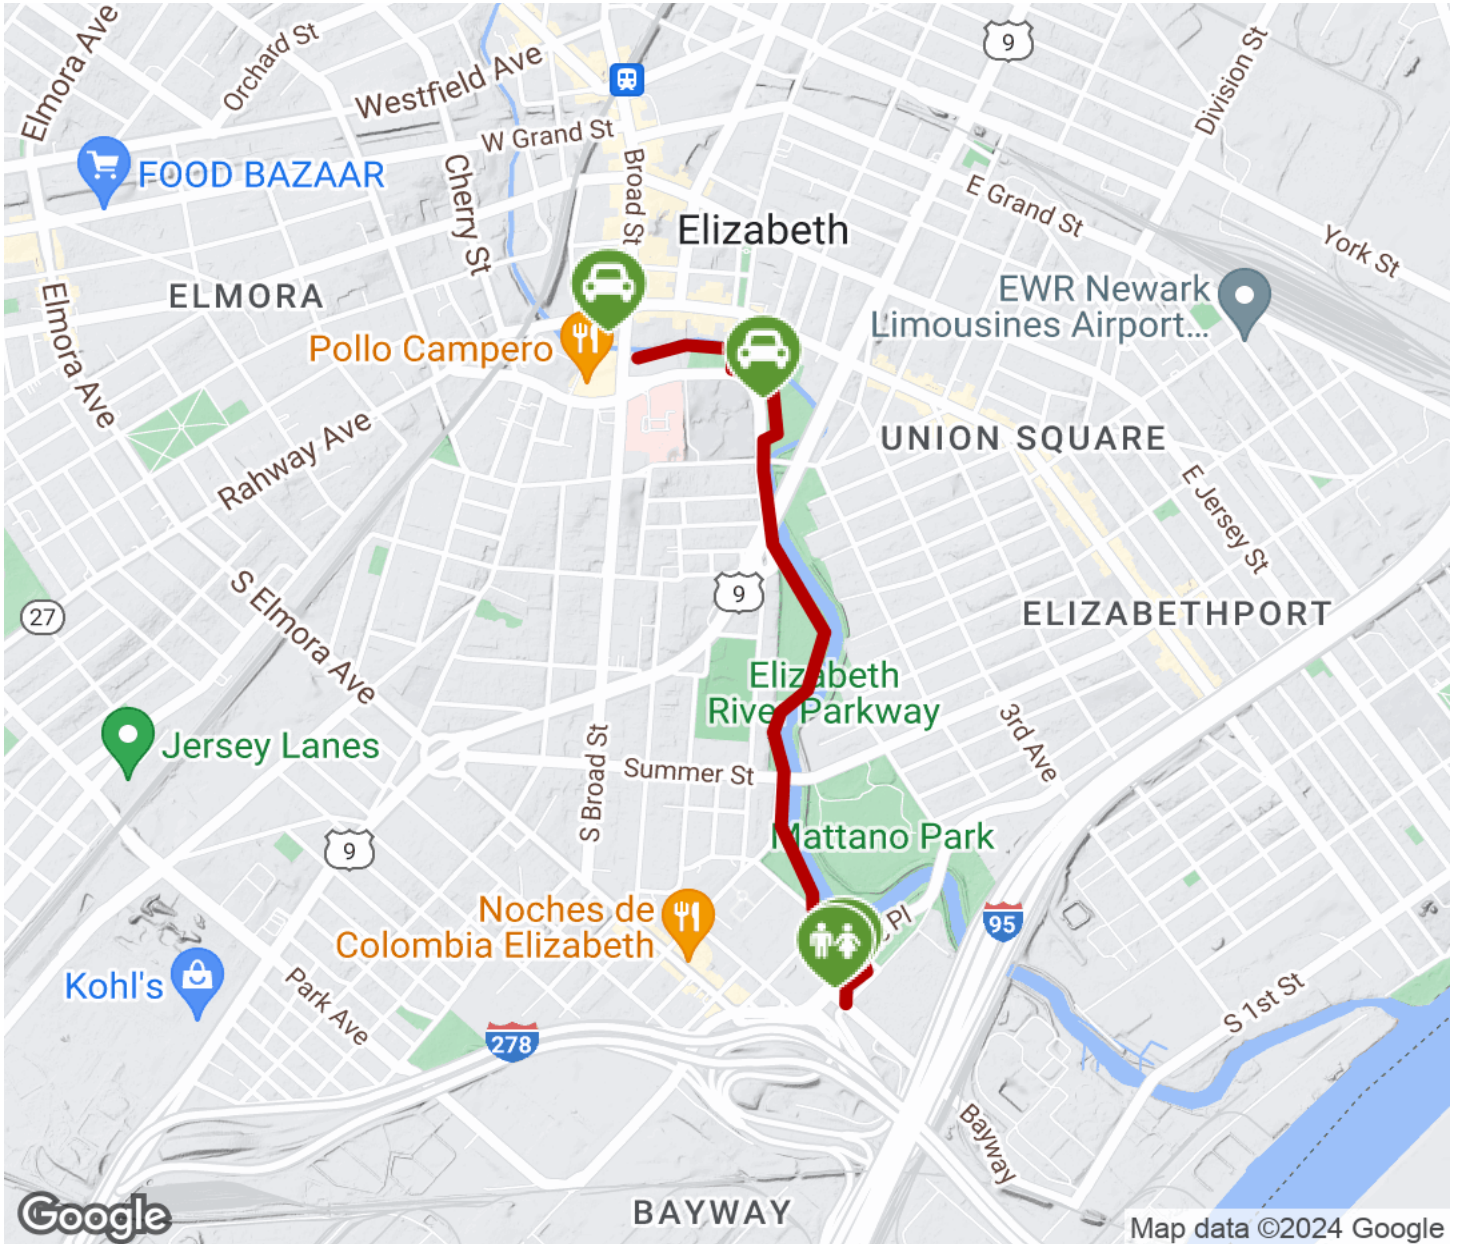 Elmora Ave
Orchard St
Westfield Ave
W Grand St
9
Division St
FOOD BAZAAR
Cherry St
Broad St
Elizabeth
E Grand St
York St
ELMORA
Elmora Ave
Pollo Campero
EWR Newark
Limousines Airport...
Rahway Ave
UNION SQUARE
E Jersey St
27
S Elmora Ave
9
ELIZABETHPORT
Elizabeth
River Parkway
3rd Ave
Jersey Lanes
S Broad St
Summer St
9
Mattano Park
Noches de
Colombia Elizabeth
Pl
95
Kohl's
Park Ave
278
S 1st St
Bayway
BAYWAY
Google
Map data ©2024 Google